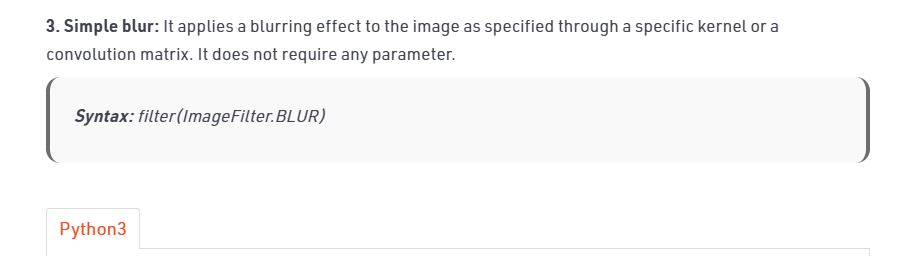 3. Simple blur: It applies a blurring effect to the image as specified through a specific kernel or a
convolution matrix. It does not require any parameter.
Syntax: filter(ImageFilter.BLUR)
Python3